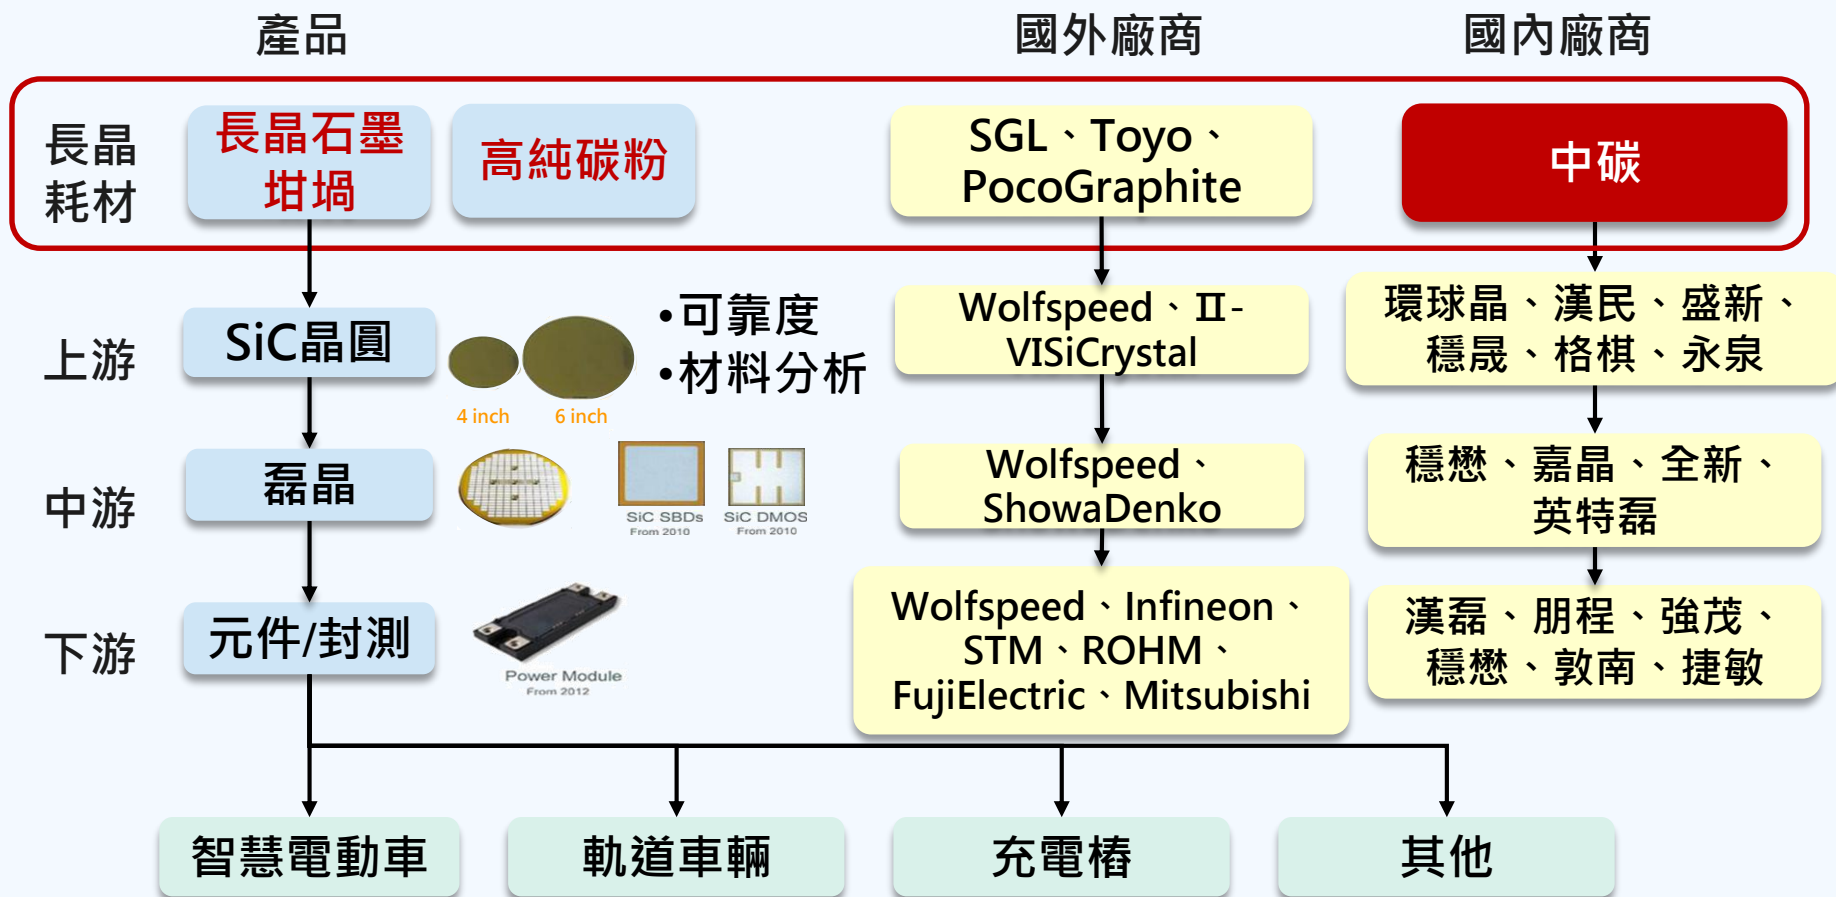 產品
國外廠商
國內廠商
長晶
耗材
長晶石墨
坩堝
高純碳粉
SGL、Toyo、
PocoGraphite
中碳
上游
SiC晶圓
4 inch
6 inch
•可靠度
•材料分析
Wolfspeed、II-
VISiCrystal
環球晶、漢民、盛新、
穩晟、格棋、永泉
中游
磊晶
SiC SBDs
From 2010
SiC DMOS
From 2010
Wolfspeed、
ShowaDenko
穩懋、嘉晶、全新、
英特磊
下游
元件/封測
Power Module
From 2012
Wolfspeed、Infineon、
STM、ROHM、
FujiElectric、Mitsubishi
漢磊、朋程、強茂、
穩懋、敦南、捷敏
智慧電動車
軌道車輛
充電樁
其他